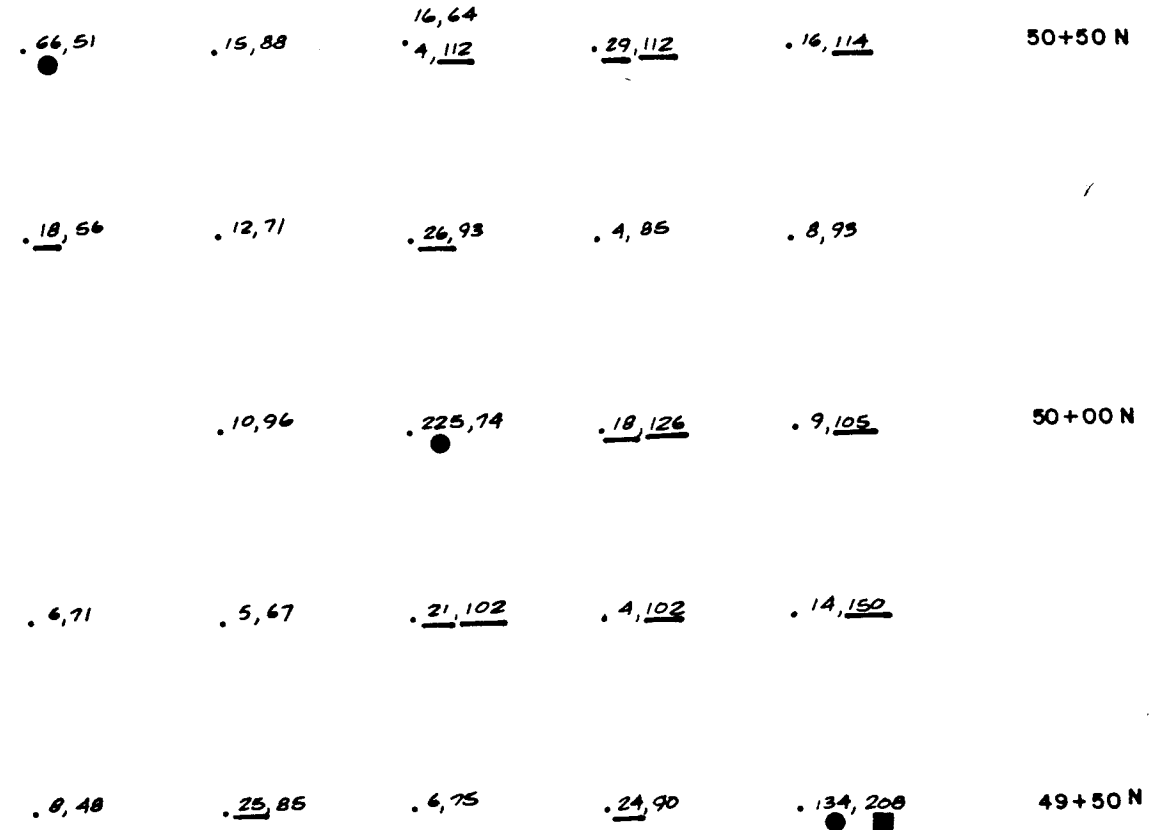 16,64
66,51 15,88 4,112 29,112 16,114 50+50 N
18,56 12,71 26,93 4,85 8,93
10,96 225,74 18,126 9,105 50+00 N
6,71 5,67 21,102 4,102 14,150
8,48 25,85 6,75 24,90 134,208 49+50 N